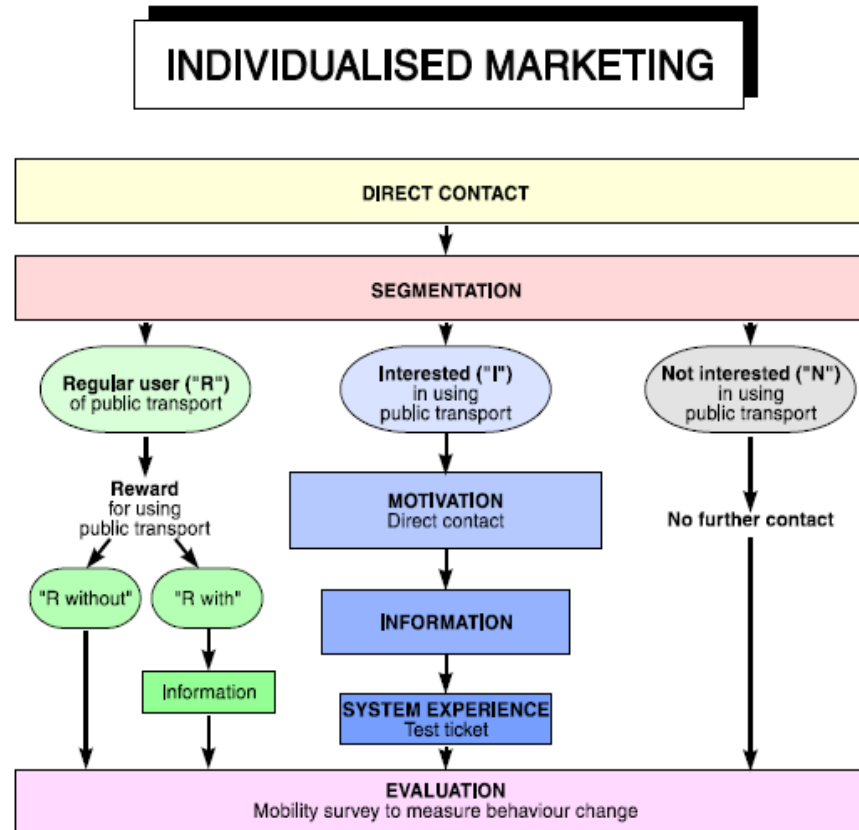 INDIVIDUALISED MARKETING
DIRECT CONTACT
SEGMENTATION
Regular user ("R")
of public transport
Interested ("I")
in using
public transport
Not interested ("N")
in using
public transport
Reward
for using
public transport
"R without"
"R with"
Information
MOTIVATION
Direct contact
INFORMATION
SYSTEM EXPERIENCE
Test ticket
No further contact
EVALUATION
Mobility survey to measure behaviour change